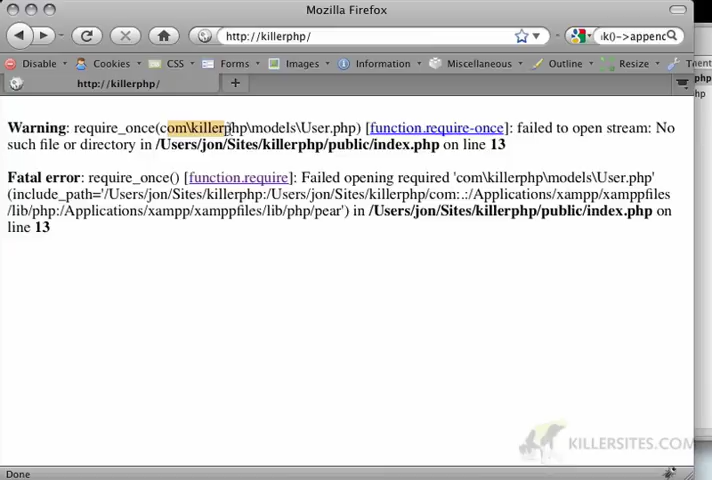 Mozilla Firefox
http://killerphp/
k()->appenc
Disable Cookies CSS Forms Images Information Miscellaneous Outline Resize
http://killerphp/
Warning: require_once(com\killerphp\models\User.php) [function.require-once]: failed to open stream: No
such file or directory in /Users/jon/Sites/killerphp/public/index.php on line 13
Fatal error: require_once() [function.require]: Failed opening required 'com\killerphp\models\User.php'
(include_path='/Users/jon/Sites/killerphp:/Users/jon/Sites/killerphp/com:.:/Applications/xampp/xamppfiles
/lib/php:/Applications/xampp/xamppfiles/lib/php/pear') in /Users/jon/Sites/killerphp/public/index.php on
line 13
KILLERSITES.COM
Done